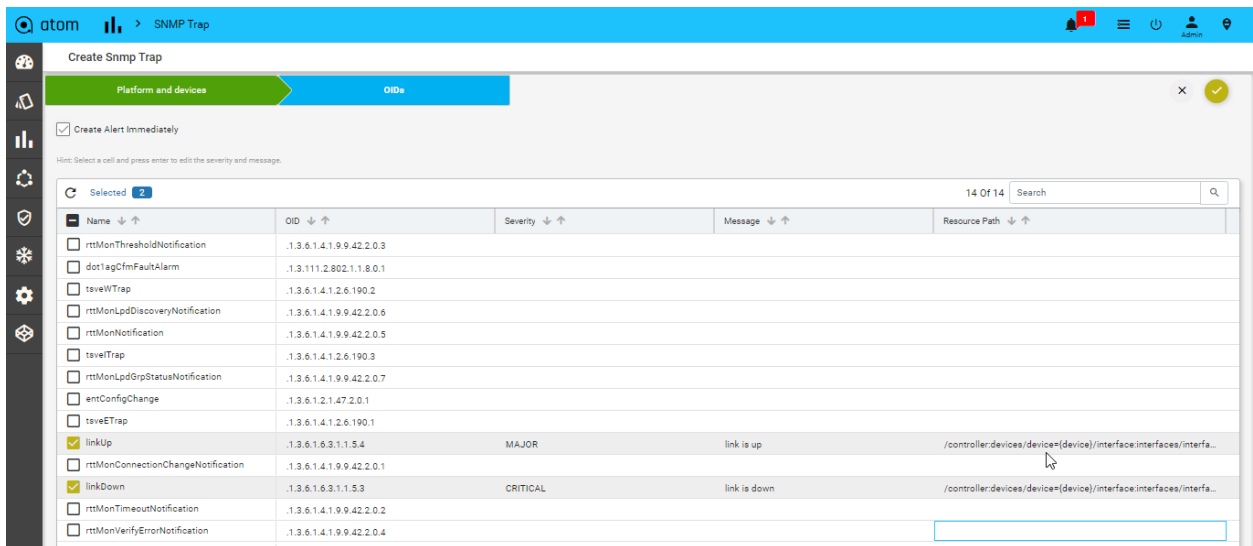 atom > SNMP Trap 1 Admin
Create Snmp Trap
Platform and devices OIDs
Create Alert Immediately
Hint: Select a cell and press enter to edit the severity and message.
Selected 2 14 Of 14 Search
Name OID Severity Message Resource Path
rttMonThresholdNotification .1.3.6.1.4.1.9.9.42.2.0.3
dot1agCfmFaultAlarm .1.3.111.2.802.1.1.8.0.1
tsveWTrap .1.3.6.1.4.1.2.6.190.2
rttMonLpdDiscoveryNotification .1.3.6.1.4.1.9.9.42.2.0.6
rttMonNotification .1.3.6.1.4.1.9.9.42.2.0.5
tsveITrap .1.3.6.1.4.1.2.6.190.3
rttMonLpdGrpStatusNotification .1.3.6.1.4.1.9.9.42.2.0.7
entConfigChange .1.3.6.1.2.1.47.2.0.1
tsveETrap .1.3.6.1.4.1.2.6.190.1
linkUp .1.3.6.1.6.3.1.1.5.4 MAJOR link is up /controller:devices/device={device}/interface:interfaces/interfa...
rttMonConnectionChangeNotification .1.3.6.1.4.1.9.9.42.2.0.1
linkDown .1.3.6.1.6.3.1.1.5.3 CRITICAL link is down /controller:devices/device={device}/interface:interfaces/interfa...
rttMonTimeoutNotification .1.3.6.1.4.1.9.9.42.2.0.2
rttMonVerifyErrorNotification .1.3.6.1.4.1.9.9.42.2.0.4